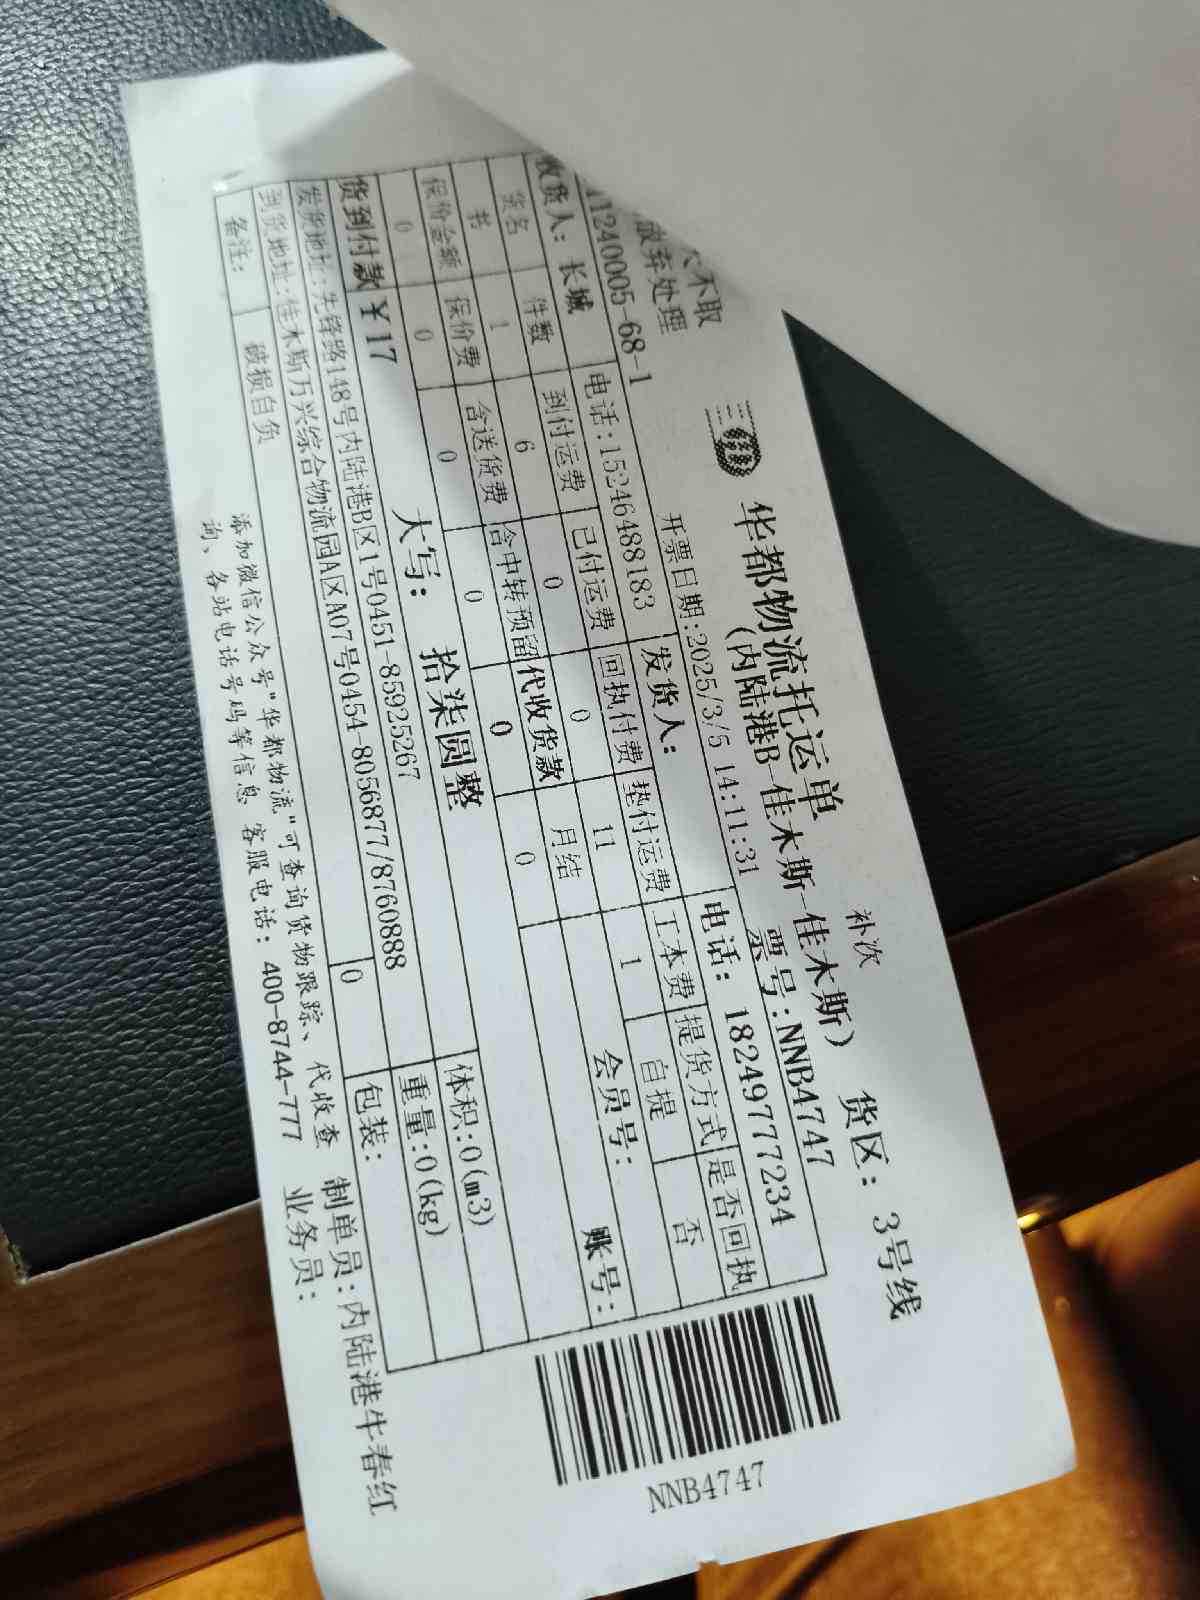 补次
华都物流托运单
货区：3号线
(内陆港B-佳木斯-佳木斯)
不取
放弃处理
开票日期:2025/3/5 14:11:31
票号:NNB4747
11240005-68-1
收货人: 长城
电话:15246488183
发货人:
电话: 18249777234
货名 件数 到付运费 已付运费 回执付费 垫付运费 工本费 提货方式 是否回执
书 1 6 0 0 11 1 自提 否
保价金额 保价费 含送货费 含中转预留 代收货款 月结
会员号:
账号:
0 0 0 0 0 0
货到付款 ¥17
大写: 拾柒圆整
体积:0(m3)
发货地址:先锋路148号内陆港B区1号0451-85925267
重量:0(kg)
到货地址:佳木斯万兴综合物流园A区A07号0454-8056877/8760888
0
包装:
备注:
破损自负
添加微信公众号"华都物流"可查询货物跟踪、代收查
询、各站电话号码等信息 客服电话: 400-8744-777
制单员:内陆港牛春红
业务员:
NNB4747